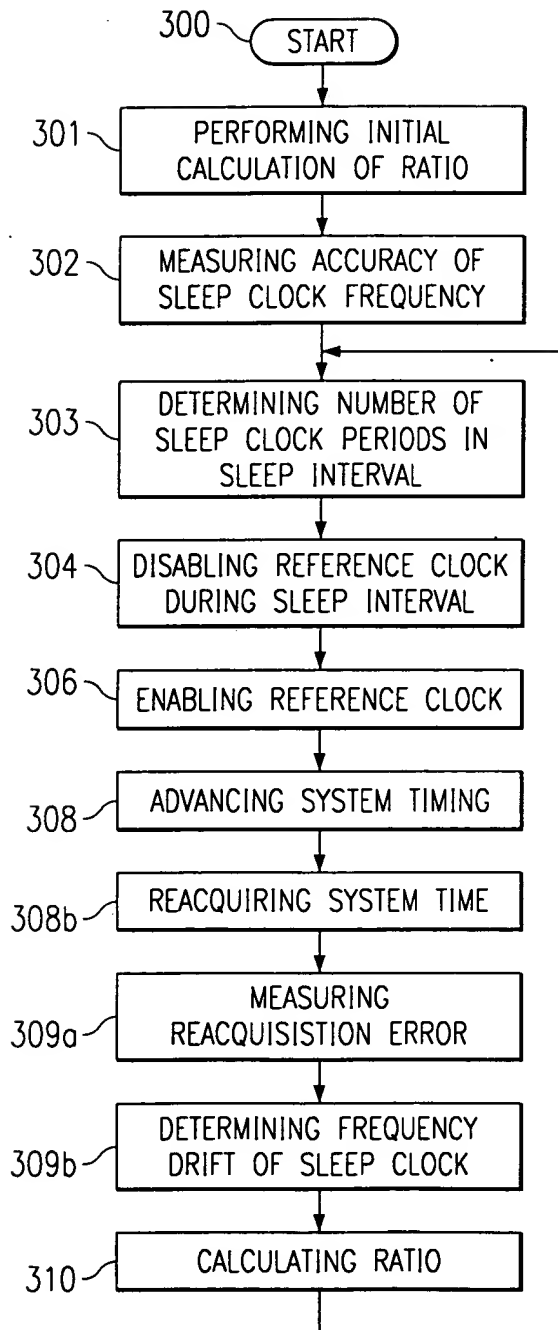 300
START
301
PERFORMING INITIAL
CALCULATION OF RATIO
302
MEASURING ACCURACY OF
SLEEP CLOCK FREQUENCY
303
DETERMINING NUMBER OF
SLEEP CLOCK PERIODS IN
SLEEP INTERVAL
304
DISABLING REFERENCE CLOCK
DURING SLEEP INTERVAL
306
ENABLING REFERENCE CLOCK
308
ADVANCING SYSTEM TIMING
308b
REACQUIRING SYSTEM TIME
309a
MEASURING
REACQUISISTION ERROR
309b
DETERMINING FREQUENCY
DRIFT OF SLEEP CLOCK
310
CALCULATING RATIO